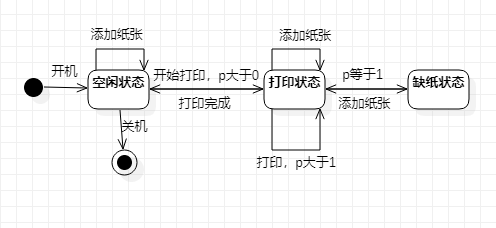 添加纸张
添加纸张
开机
空闲状态
开始打印，p大于0
打印完成
打印状态
p等于1
添加纸张
缺纸状态
关机
打印，p大于1